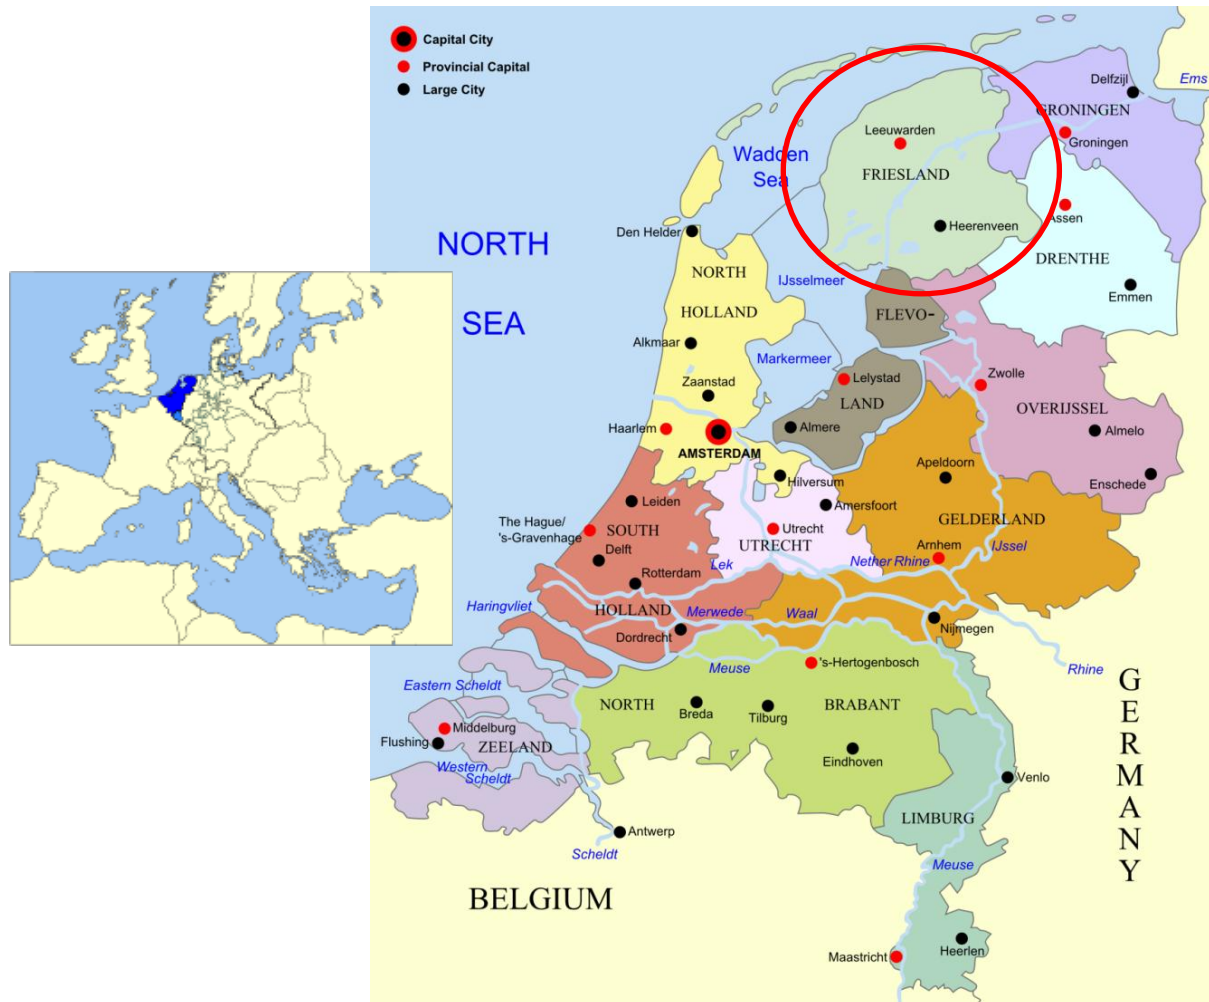 Capital City
Provincial Capital
Large City
Delfzijl
Ems
GRONINGEN
Leeuwarden
Groningen
Wadden
Sea
FRIESLAND
Assen
Den Helder
Heerenveen
NORTH
SEA
NORTH
HOLLAND
DRENTHE
IJsselmeer
Emmen
FLEVO-
LAND
Alkmaar
Markermeer
Zaanstad
Lelystad
Zwolle
OVERIJSSEL
Haarlem
Almere
Almelo
AMSTERDAM
Apeldoorn
Hilversum
Enschede
Leiden
Amersfoort
The Hague/
's-Gravenhage
SOUTH
HOLLAND
Utrecht
UTRECHT
GELDERLAND
Delft
Arnhem
IJssel
Lek
Nether Rhine
Rotterdam
Haringvliet
Merwede
Waal
Dordrecht
Nijmegen
Meuse
's-Hertogenbosch
Rhine
Eastern Scheldt
NORTH
BRABANT
Breda
Tilburg
Middelburg
Flushing
ZEELAND
Eindhoven
Western
Scheldt
Venlo
GERMANY
LIMBURG
Antwerp
Scheldt
Meuse
BELGIUM
Heerlen
Maastricht